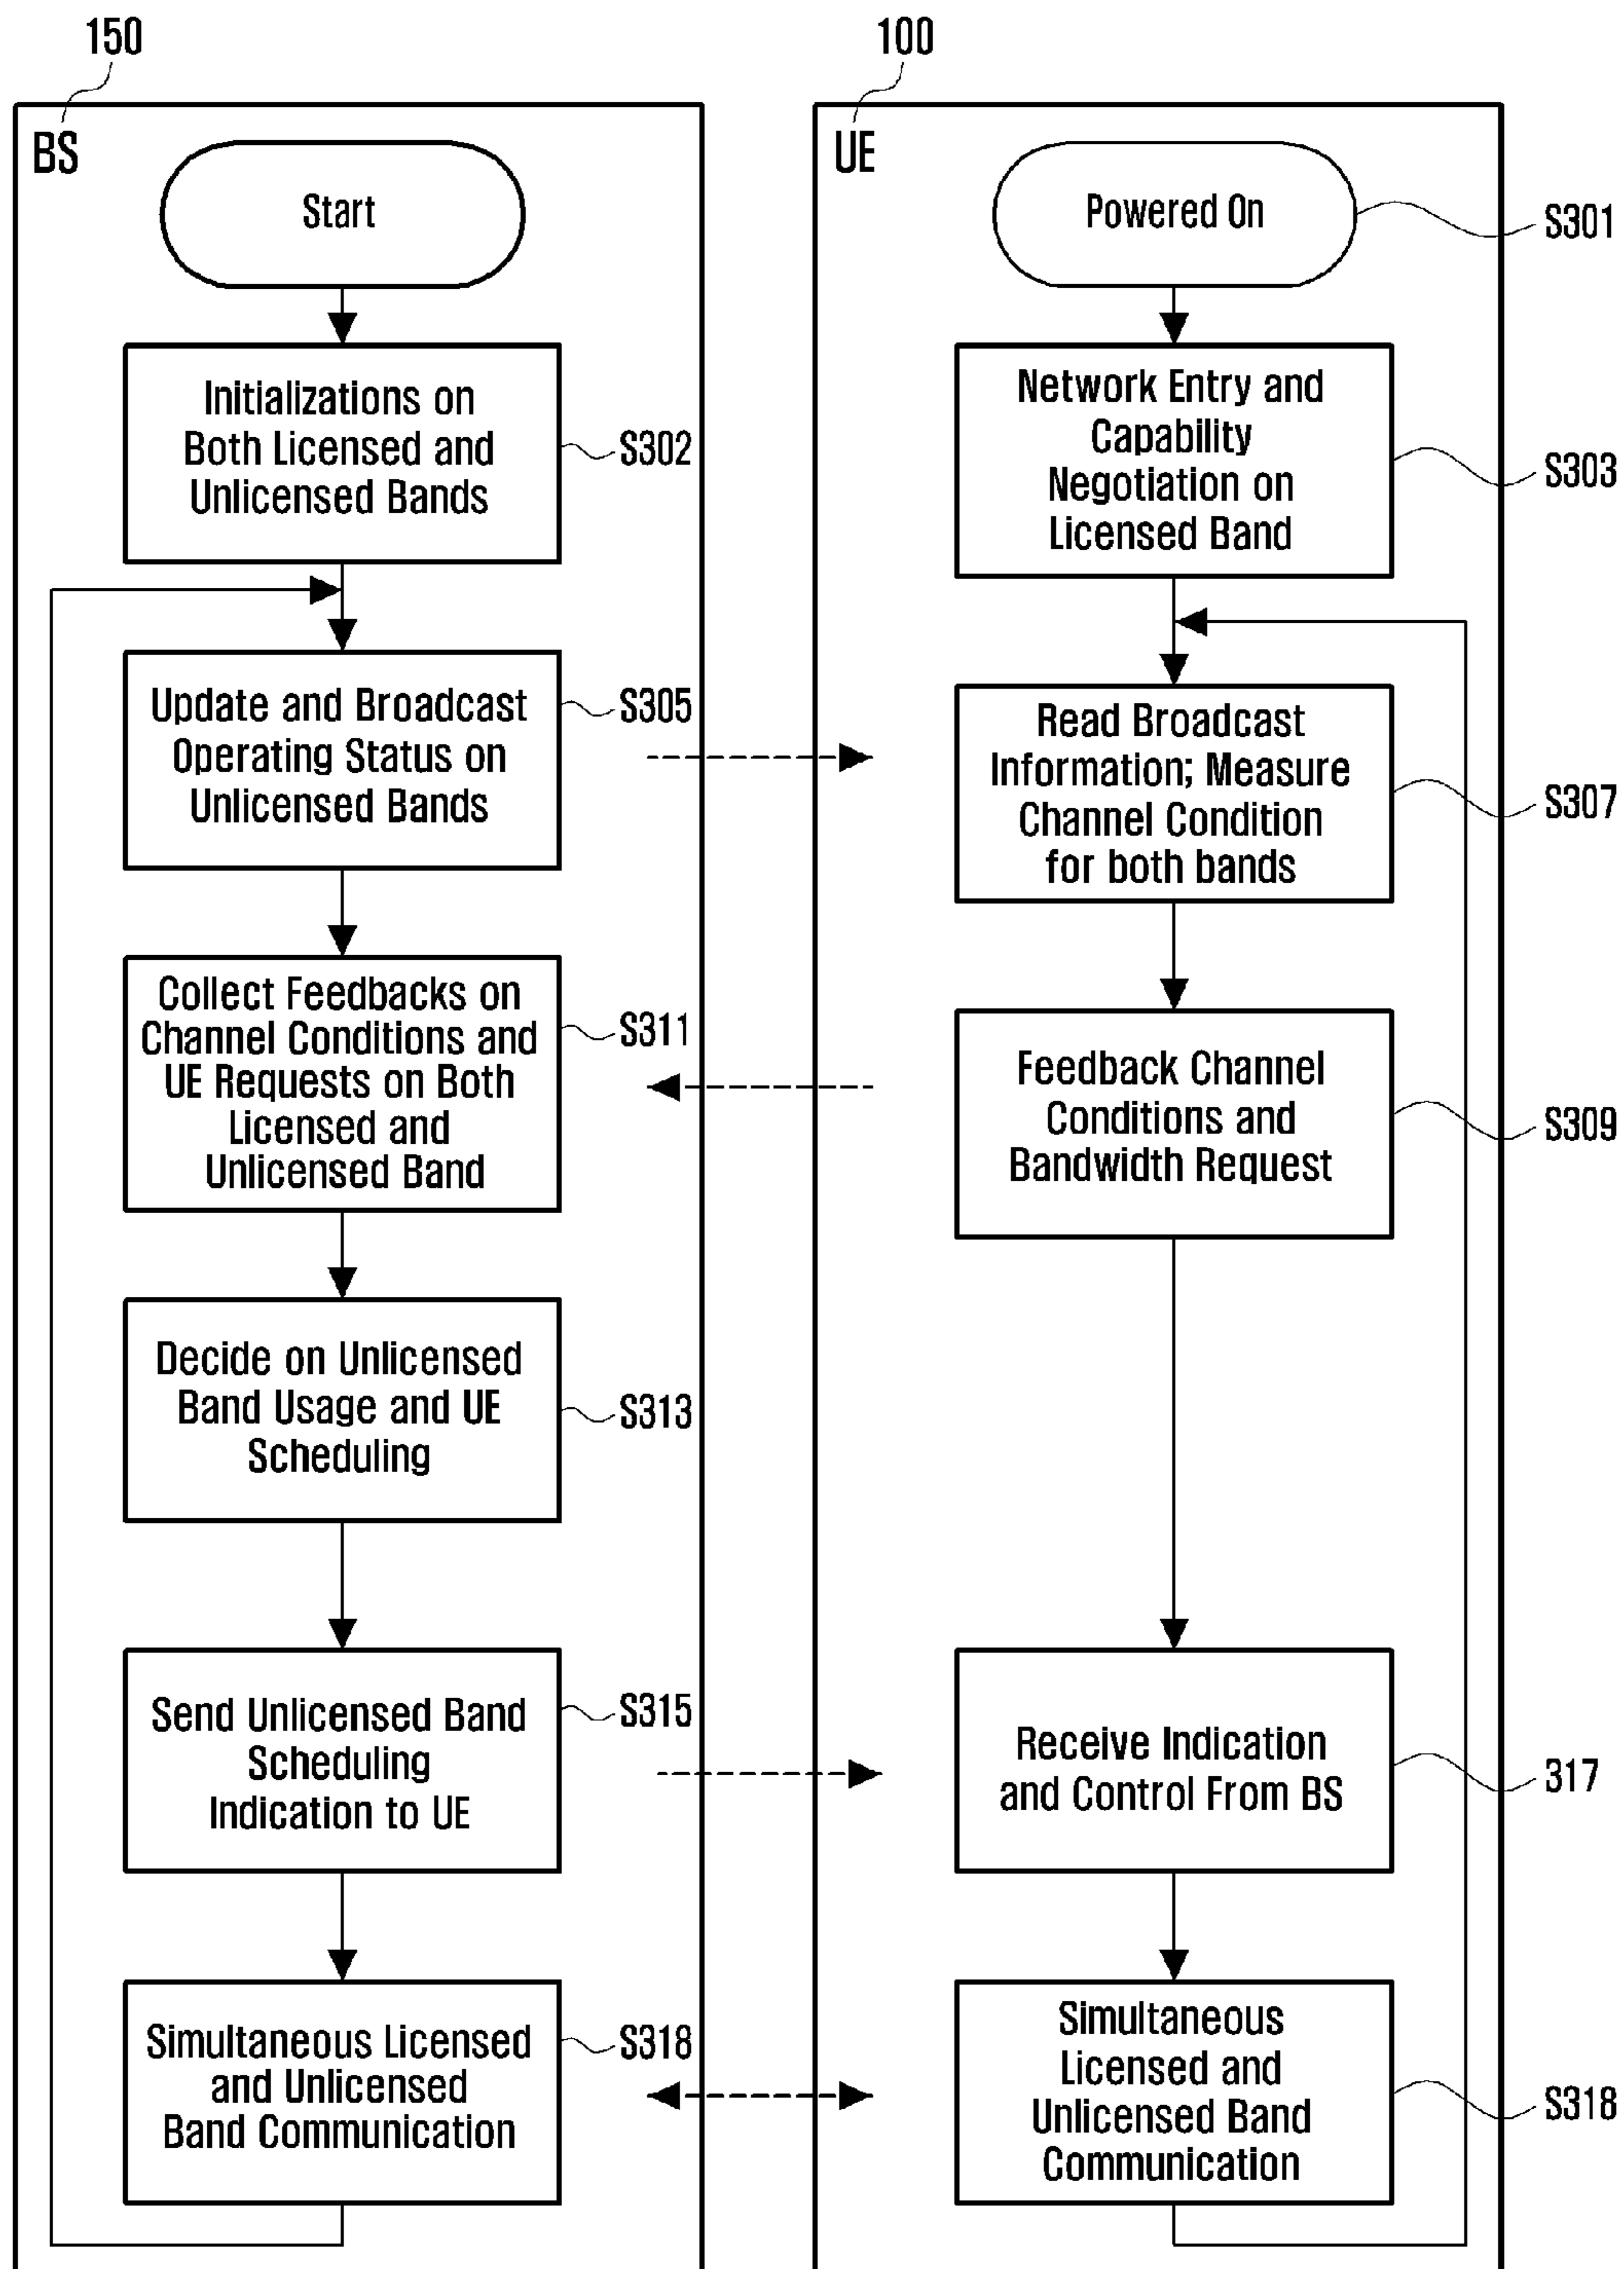 150
BS
Start
Initializations on
Both Licensed and
Unlicensed Bands
S302
Update and Broadcast
Operating Status on
Unlicensed Bands
S305
Collect Feedbacks on
Channel Conditions and
UE Requests on Both
Licensed and
Unlicensed Band
S311
Decide on Unlicensed
Band Usage and UE
Scheduling
S313
Send Unlicensed Band
Scheduling
Indication to UE
S315
Simultaneous Licensed
and Unlicensed
Band Communication
S318
100
UE
Powered On
S301
Network Entry and
Capability
Negotiation on
Licensed Band
S303
Read Broadcast
Information; Measure
Channel Condition
for both bands
S307
Feedback Channel
Conditions and
Bandwidth Request
S309
Receive Indication
and Control From BS
317
Simultaneous
Licensed and
Unlicensed Band
Communication
S318